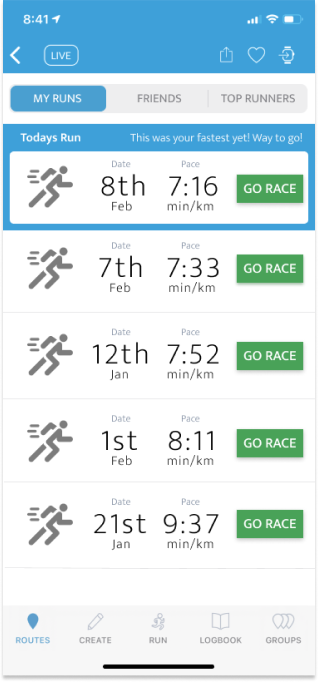 8:41
LIVE
MY RUNS FRIENDS TOP RUNNERS
Todays Run This was your fastest yet! Way to go!
Date Pace
8th 7:16 GO RACE
Feb min/km
Date Pace
7th 7:33 GO RACE
Feb min/km
Date Pace
12th 7:52 GO RACE
Jan min/km
Date Pace
1st 8:11 GO RACE
Feb min/km
Date Pace
21st 9:37 GO RACE
Jan min/km
ROUTES CREATE RUN LOGBOOK GROUPS